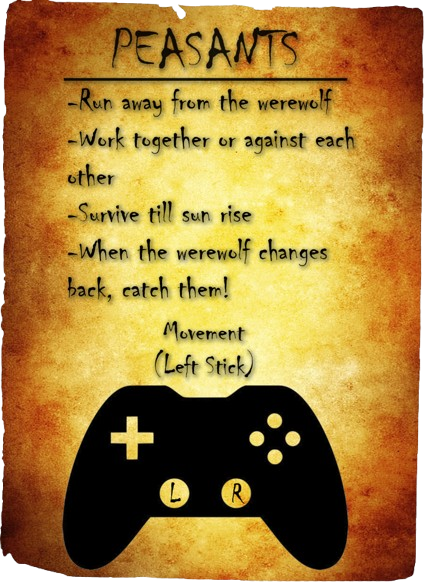 PEASANTS
-Run away from the werewolf
-Work together or against each
other
-Survive till sun rise
-When the werewolf changes
back, catch them!
Movement
(Left Stick)
L R